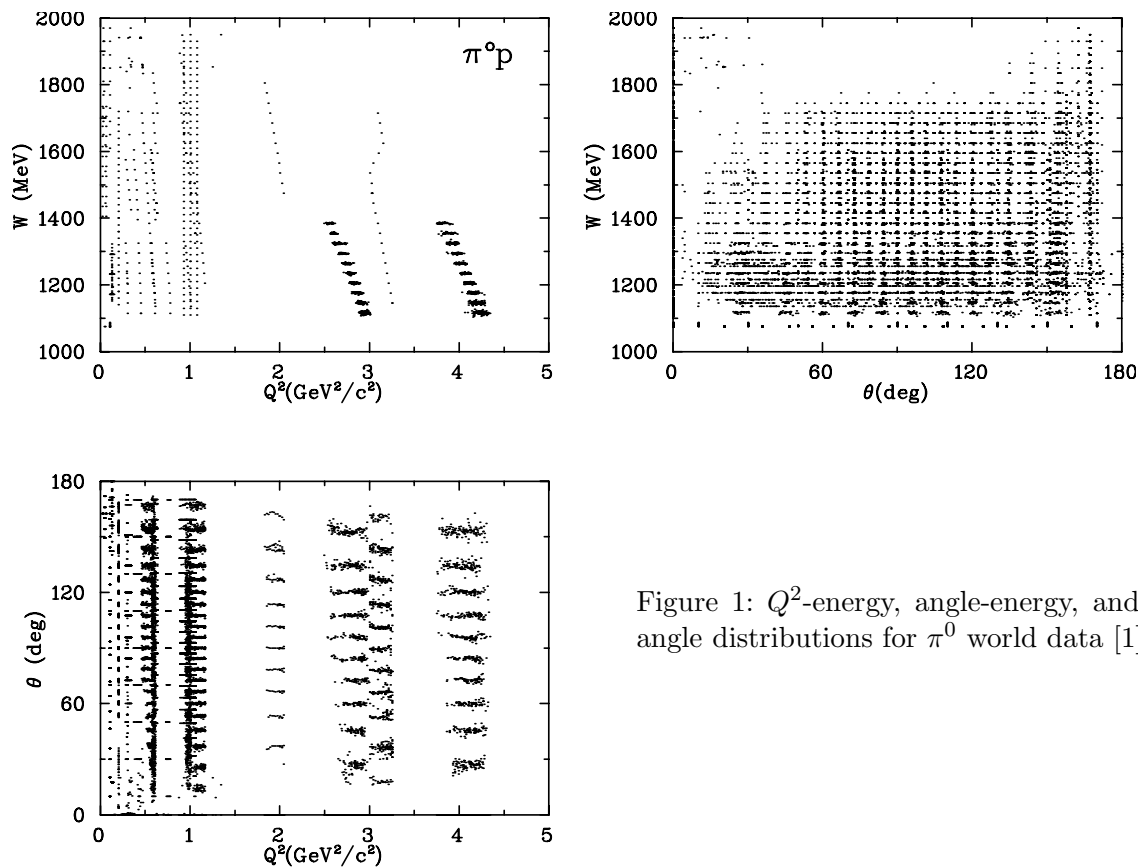 2000
1800
1600
1400
1200
1000
W (MeV)
π°p
0 1 2 3 4 5
Q²(GeV²/c²)
2000
1800
1600
1400
1200
1000
W (MeV)
0 60 120 180
θ(deg)
180
120
60
0
θ (deg)
0 1 2 3 4 5
Q²(GeV²/c²)
Figure 1: Q²-energy, angle-energy, and
angle distributions for π⁰ world data [1]